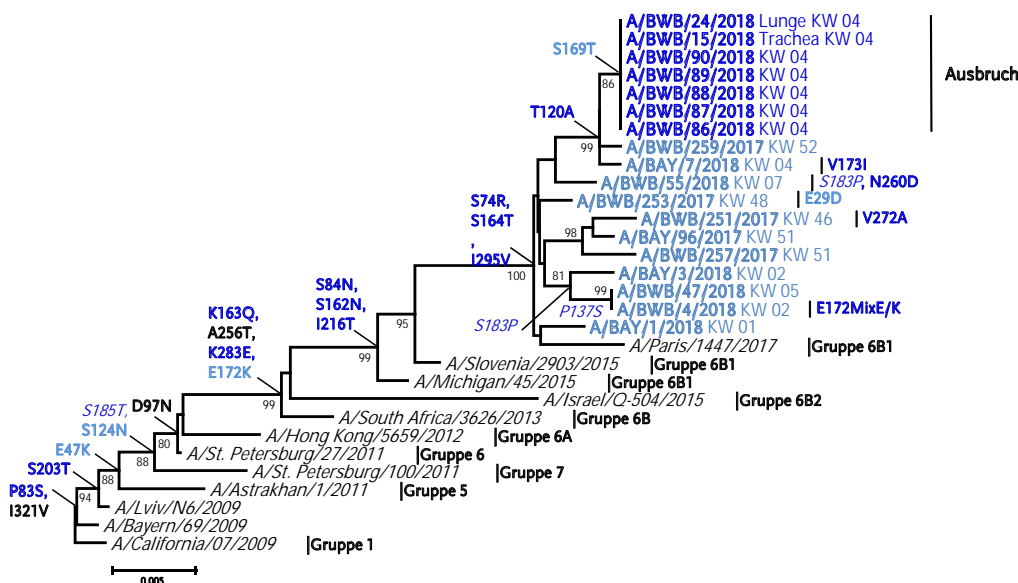 A/BWB/24/2018 Lunge KW 04
A/BWB/15/2018 Trachea KW 04
S169T
A/BWB/90/2018 KW 04
A/BWB/89/2018 KW 04
Ausbruch
86
A/BWB/88/2018 KW 04
A/BWB/87/2018 KW 04
T120A
A/BWB/86/2018 KW 04
99
A/BWB/259/2017 KW 52
A/BAY/7/2018 KW 04
V173I
A/BWB/55/2018 KW 07
S183P, N260D
A/BWB/253/2017 KW 48
E29D
S74R,
S164T
,
I295V
A/BWB/251/2017 KW 46
V272A
98
A/BAY/96/2017 KW 51
A/BWB/257/2017 KW 51
100
81
A/BAY/3/2018 KW 02
99
A/BWB/47/2018 KW 05
P137S
A/BWB/4/2018 KW 02
E172MixE/K
S183P
A/BAY/1/2018 KW 01
A/Paris/1447/2017
Gruppe 6B1
S84N,
S162N,
I216T
95
99
A/Slovenia/2903/2015
Gruppe 6B1
A/Michigan/45/2015
Gruppe 6B1
K163Q,
A256T,
K283E,
E172K
99
A/Israel/Q-504/2015
Gruppe 6B2
A/South Africa/3626/2013
Gruppe 6B
S185T,
D97N
S124N
80
A/Hong Kong/5659/2012
Gruppe 6A
A/St. Petersburg/27/2011
Gruppe 6
E47K
88
A/St. Petersburg/100/2011
Gruppe 7
S203T
88
A/Astrakhan/1/2011
Gruppe 5
P83S,
I321V
94
A/Lviv/N6/2009
A/Bayern/69/2009
A/California/07/2009
Gruppe 1
0.005